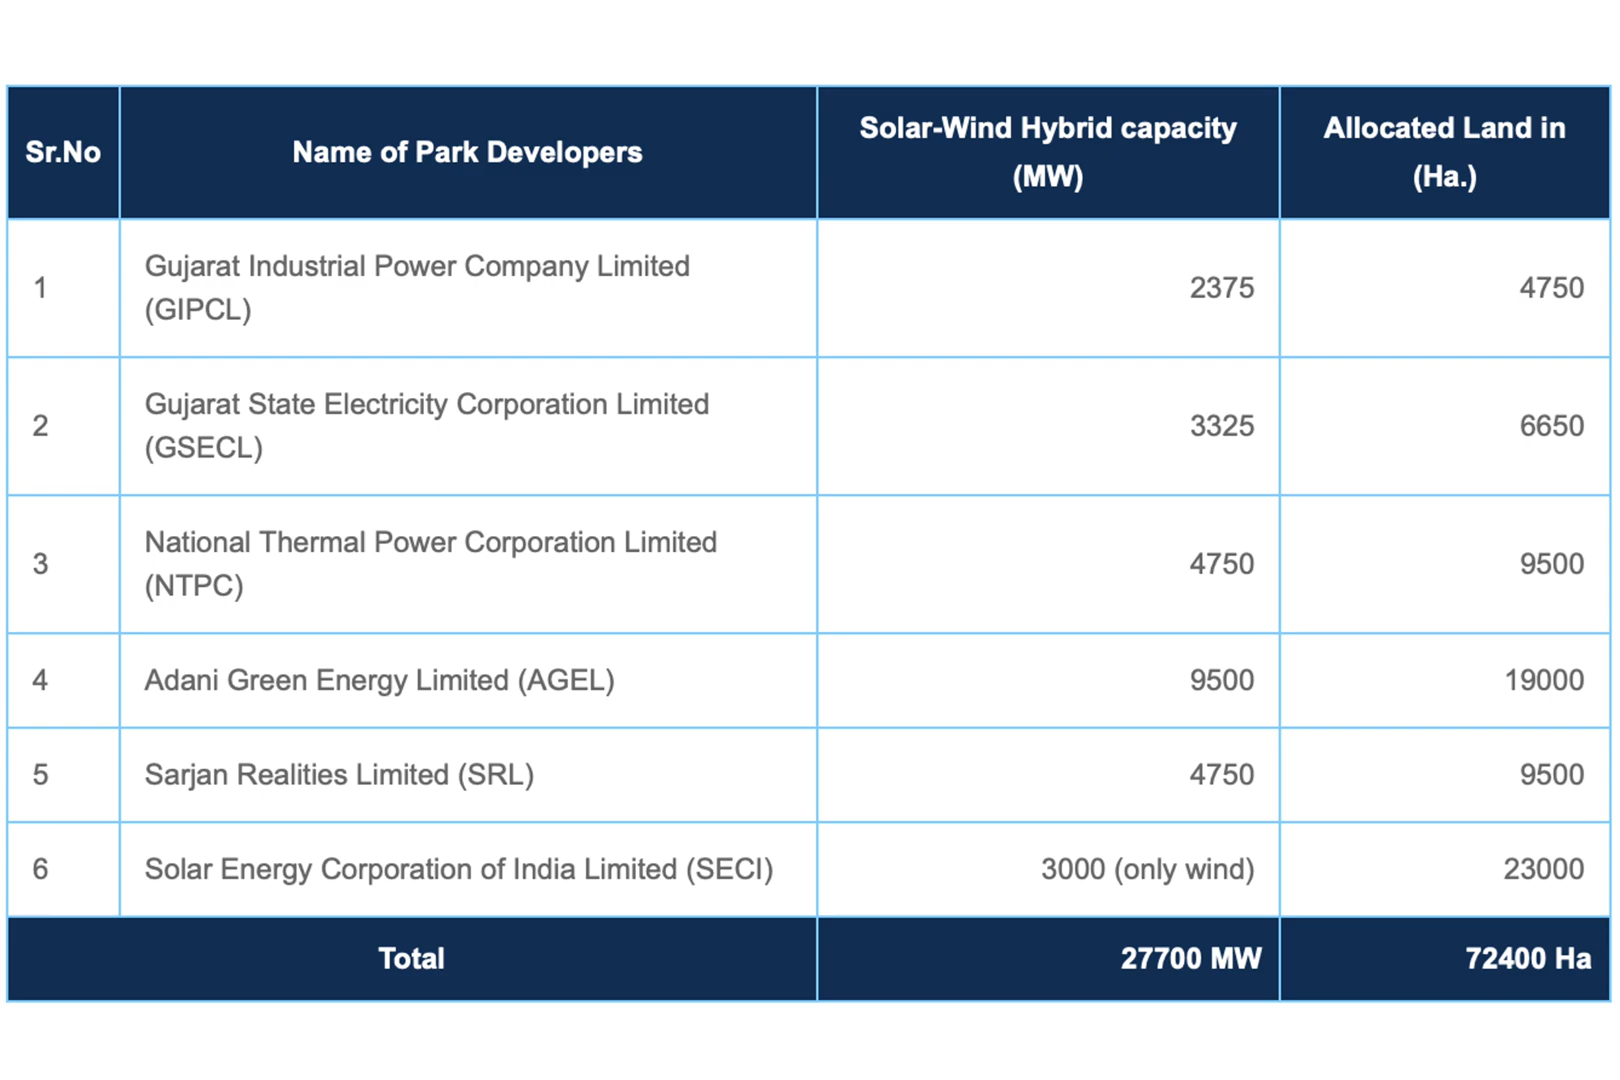 Sr.No
Name of Park Developers
Solar-Wind Hybrid capacity
(MW)
Allocated Land in
(Ha.)
1
Gujarat Industrial Power Company Limited
(GIPCL)
2375
4750
2
Gujarat State Electricity Corporation Limited
(GSECL)
3325
6650
3
National Thermal Power Corporation Limited
(NTPC)
4750
9500
4
Adani Green Energy Limited (AGEL)
9500
19000
5
Sarjan Realities Limited (SRL)
4750
9500
6
Solar Energy Corporation of India Limited (SECI)
3000 (only wind)
23000
Total
27700 MW
72400 Ha